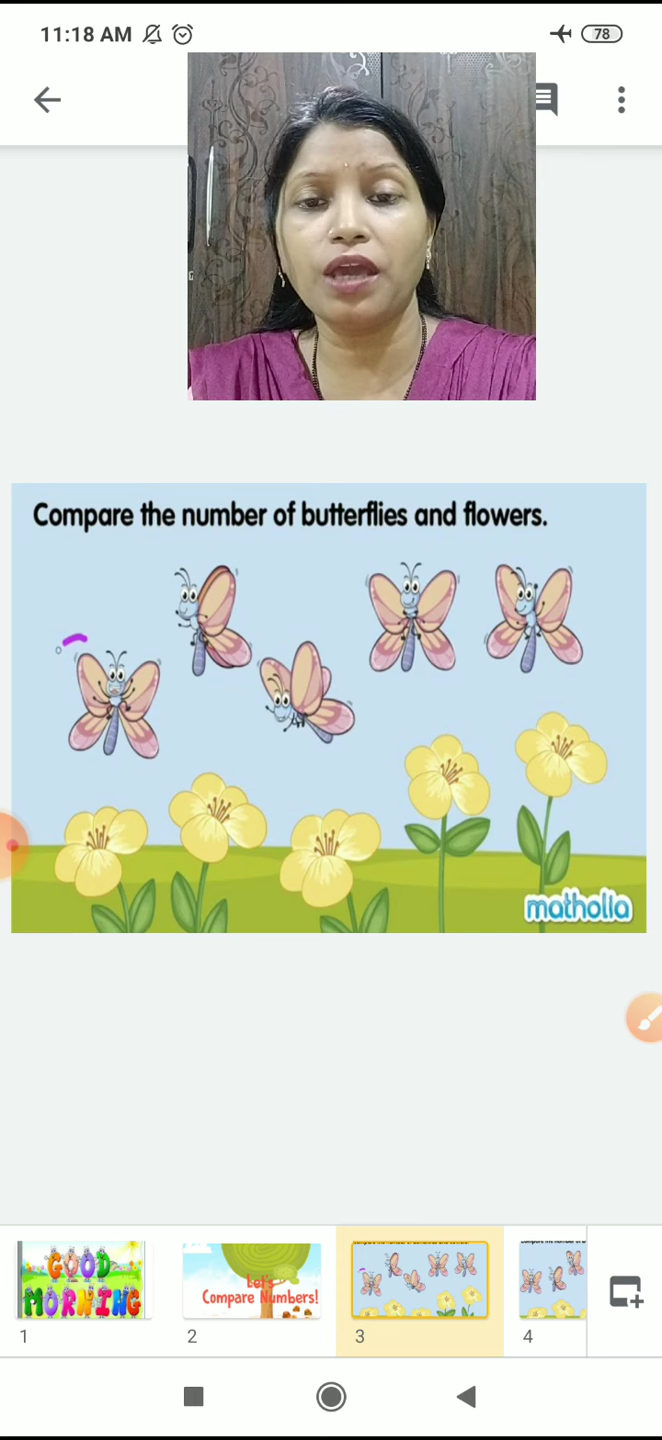 11:18 AM
78
Compare the number of butterflies and flowers.
matholia
GOOD
MORNING
Let's
Compare Numbers!
1
2
3
4